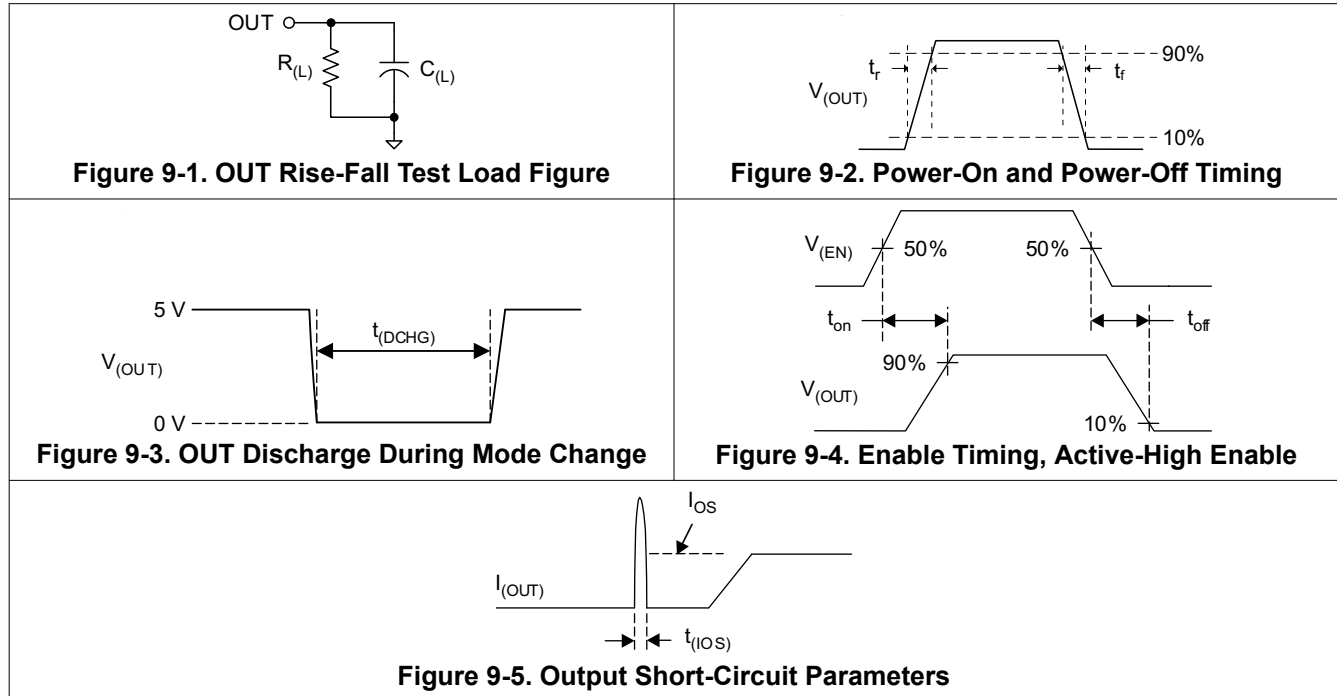 OUT
R(L)
C(L)
Figure 9-1. OUT Rise-Fall Test Load Figure
90%
tr
tf
V(OUT)
10%
Figure 9-2. Power-On and Power-Off Timing
5 V
t(DCHG)
V(OUT)
0 V
Figure 9-3. OUT Discharge During Mode Change
V(EN)
50%
50%
ton
toff
90%
V(OUT)
10%
Figure 9-4. Enable Timing, Active-High Enable
IOS
I(OUT)
t(IOS)
Figure 9-5. Output Short-Circuit Parameters